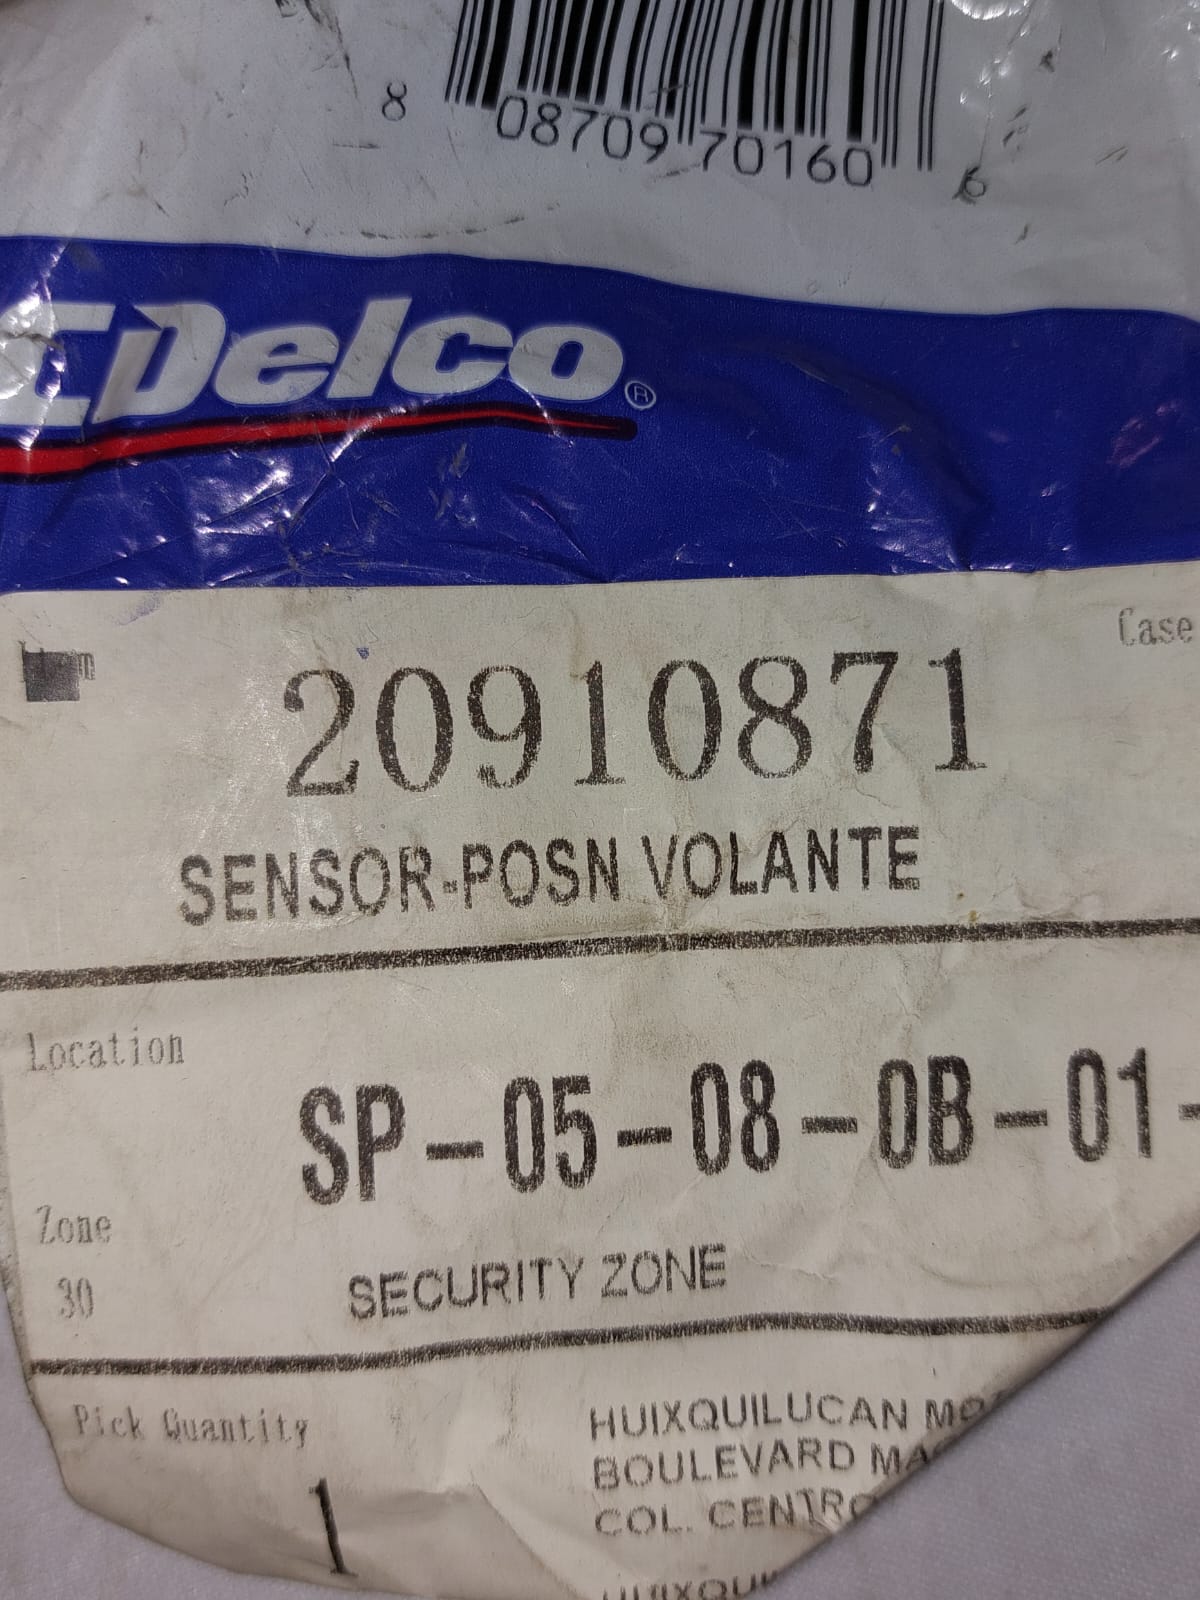 8 08709 70160 6
Delco®
Case
20910871
SENSOR-POSN VOLANTE
Location
SP-05-08-0B-01-
Zone
30
SECURITY ZONE
Pick Quantity
1
HUIXQUILUCAN
BOULEVARD
COL. CENTRO